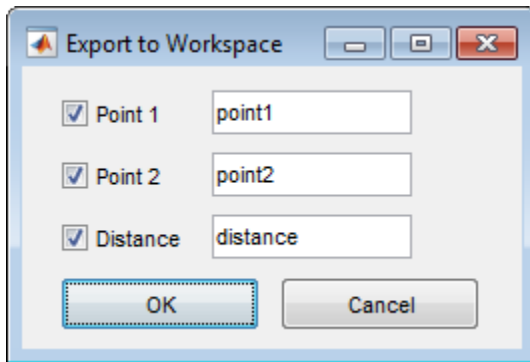 Export to Workspace
Point 1 point1
Point 2 point2
Distance distance
OK Cancel